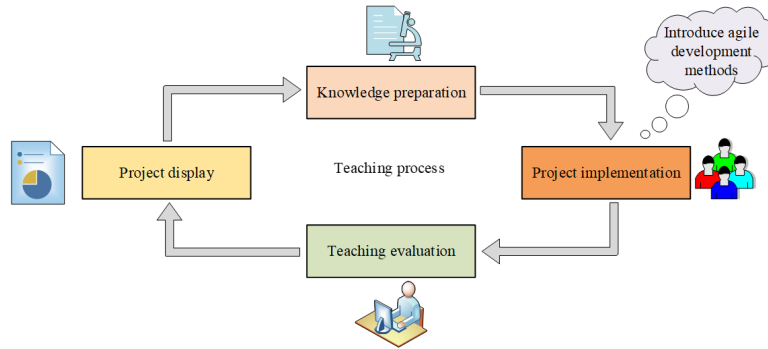 Introduce agile
development
methods
Knowledge preparation
Project display
Teaching process
Project implementation
Teaching evaluation